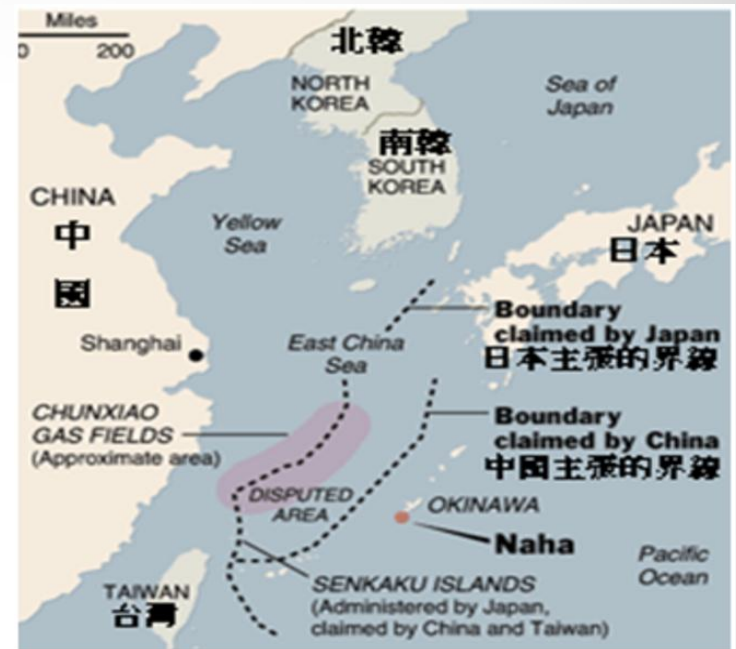 Miles
0 200
北韓
NORTH
KOREA
Sea of
Japan
南韓
SOUTH
KOREA
CHINA
中
國
Yellow
Sea
JAPAN
日本
Boundary
claimed by Japan
日本主張的界線
Shanghai
East China
Sea
CHUNXIAO
GAS FIELDS
(Approximate area)
Boundary
claimed by China
中國主張的界線
DISPUTED
AREA
OKINAWA
Naha
Pacific
Ocean
TAIWAN
台灣
SENKAKU ISLANDS
(Administered by Japan,
claimed by China and Taiwan)